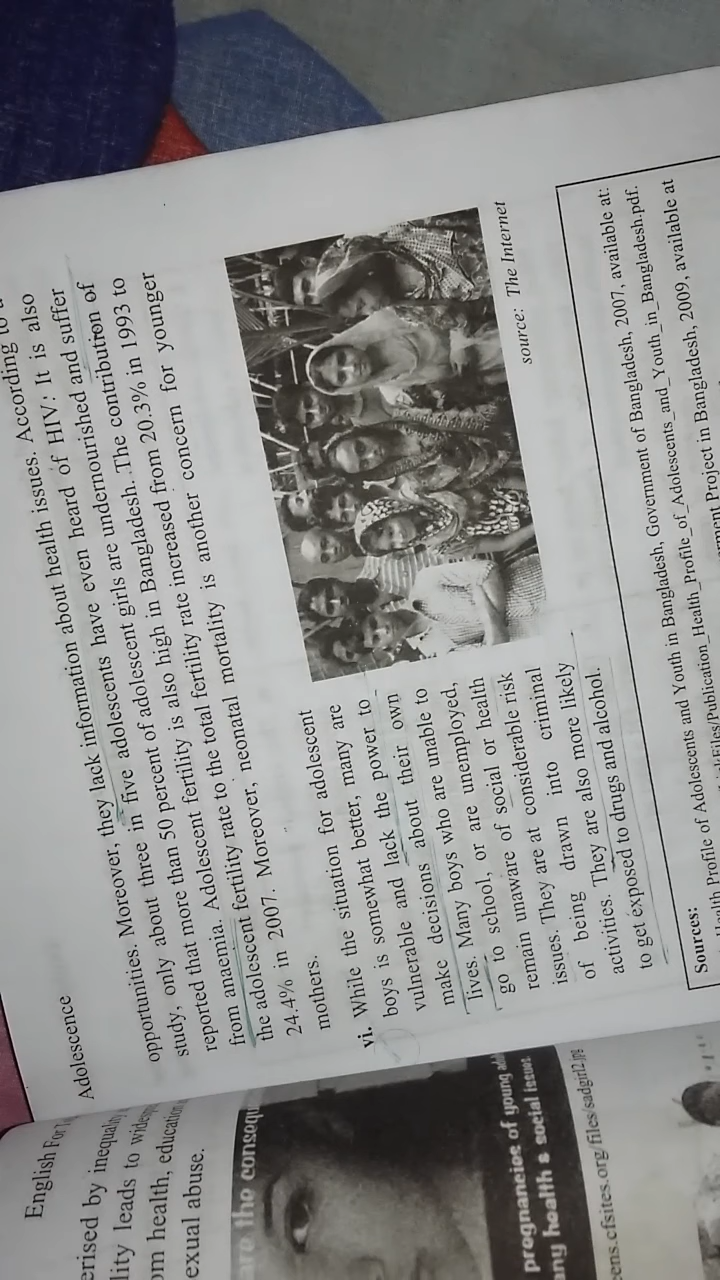 English For T
erised by inequality
lity leads to
om health, education
exual abuse.
are the consequ
pregnancies of young
any health & social issues
ens.cfsites.org/files/sadgirl2.jpg
Adolescence
opportunities. Moreover, they lack information about health issues. According to a
study, only about three in five adolescents have even heard of HIV: It is also
reported that more than 50 percent of adolescent girls are undernourished and suffer
from anaemia. Adolescent fertility is also high in Bangladesh. The contribution of
the adolescent fertility rate to the total fertility rate increased from 20.3% in 1993 to
24.4% in 2007. Moreover, neonatal mortality is another concern for younger
mothers.
vi. While the situation for adolescent
boys is somewhat better, many are
vulnerable and lack the power to
make decisions about their own
lives. Many boys who are unable to
go to school, or are unemployed,
remain unaware of social or health
issues. They are at considerable risk
of being drawn into criminal
activities. They are also more likely
to get exposed to drugs and alcohol.
source: The Internet
Sources:
Health Profile of Adolescents and Youth in Bangladesh, Government of Bangladesh, 2007, available at:
Files/Publication_Health_Profile_of_Adolescents_and_Youth_in_Bangladesh.pdf.
Project in Bangladesh, 2009, available at